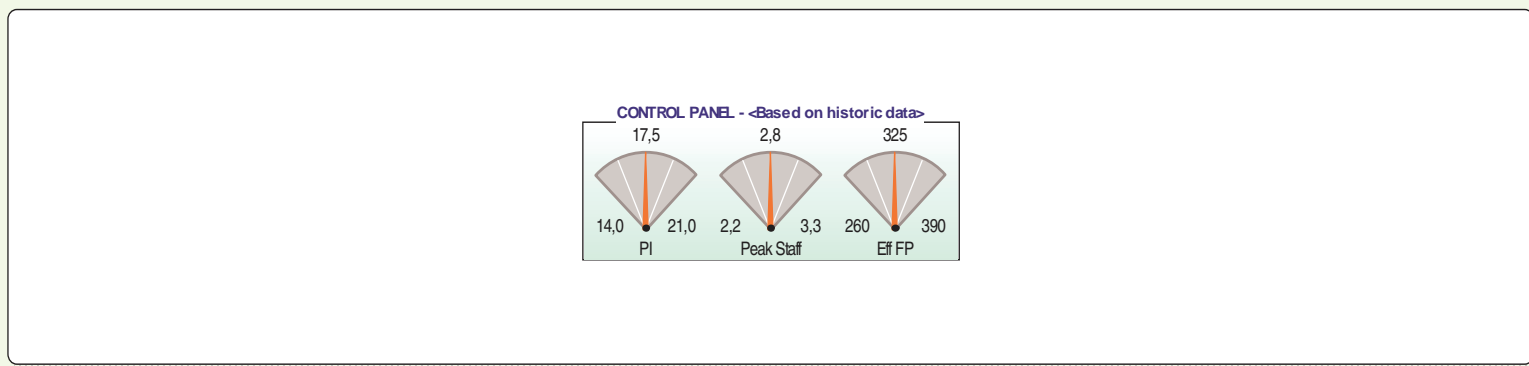 CONTROL PANEL - <Based on historic data>
17,5 2,8 325
14,0 21,0 2,2 3,3 260 390
PI Peak Staff Eff FP